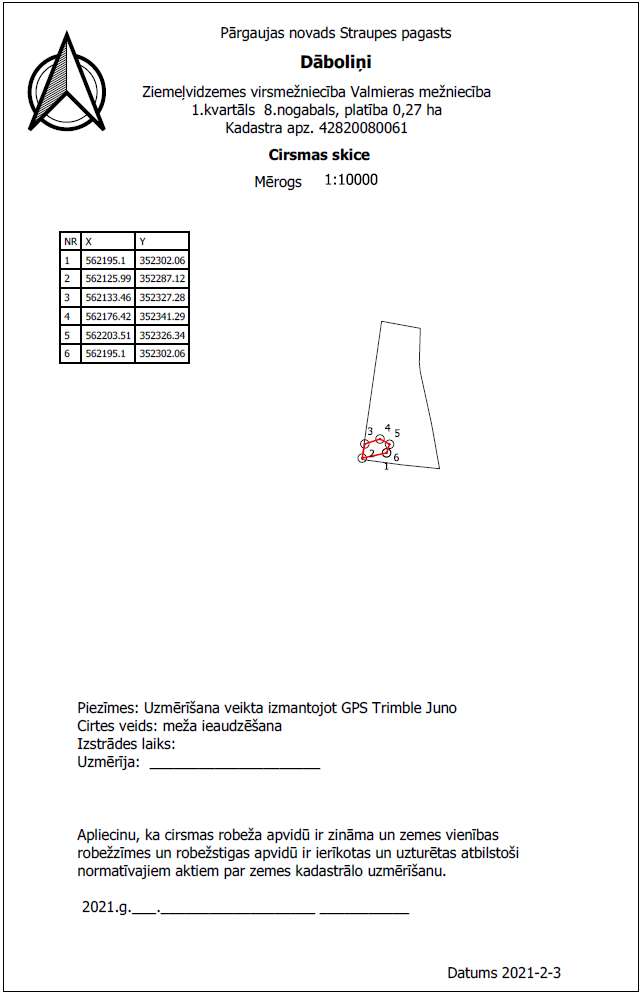 Pārgaujas novads Straupes pagasts
Dāboliņi
Ziemeļvidzemes virsmežniecība Valmieras mežniecība
1.kvartāls 8.nogabals, platība 0,27 ha
Kadastra apz. 42820080061
Cirsmas skice
Mērogs 1:10000
NR X Y
1 562195.1 352302.06
2 562125.99 352287.12
3 562133.46 352327.28
4 562176.42 352341.29
5 562203.51 352326.34
6 562195.1 352302.06
3 4 5
2 6
1
Piezīmes: Uzmērīšana veikta izmantojot GPS Trimble Juno
Cirtes veids: meža ieaudzēšana
Izstrādes laiks:
Uzmērīja: _____________________
Apliecinu, ka cirsmas robeža apvidū ir zināma un zemes vienības
robežzīmes un robežstigas apvidū ir ierīkotas un uzturētas atbilstoši
normatīvajiem aktiem par zemes kadastrālo uzmērīšanu.
2021.g.___.___________________ ___________
Datums 2021-2-3